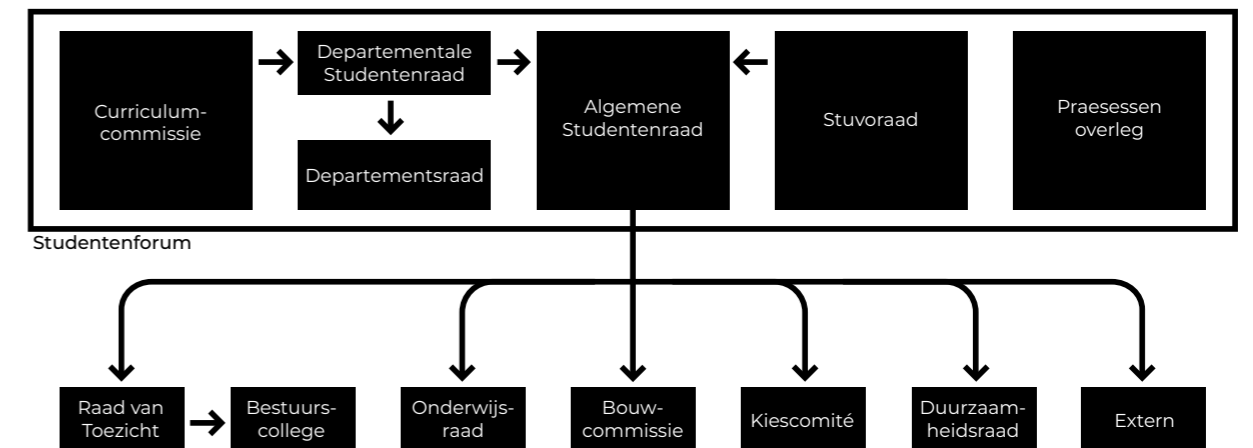 Curriculum-
commissie
Departementale
Studentenraad
Departementsraad
Algemene
Studentenraad
Stuvoraad
Praesessen
overleg
Studentenforum
Raad van
Toezicht
Bestuurs-
college
Onderwijs-
raad
Bouw-
commissie
Kiescomité
Duurzaam-
heidsraad
Extern